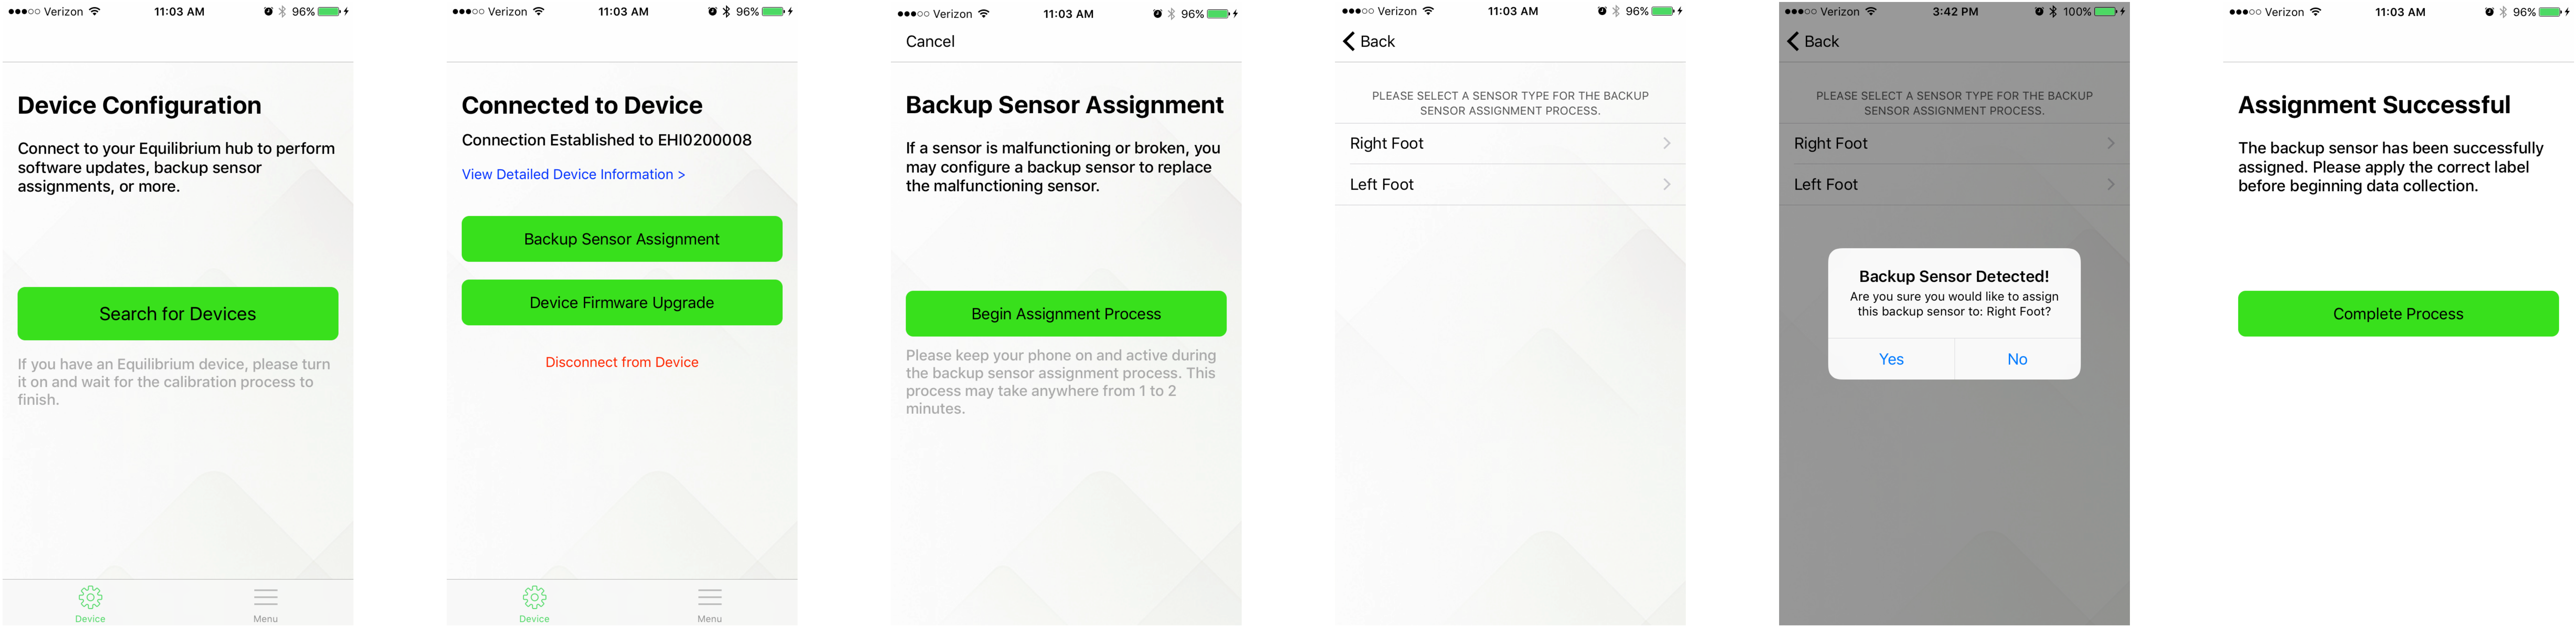 Verizon 11:03 AM 96%
Device Configuration
Connect to your Equilibrium hub to perform
software updates, backup sensor
assignments, or more.
Search for Devices
If you have an Equilibrium device, please turn
it on and wait for the calibration process to
finish.
Device Menu
Verizon 11:03 AM 96%
Connected to Device
Connection Established to EHI0200008
View Detailed Device Information >
Backup Sensor Assignment
Device Firmware Upgrade
Disconnect from Device
Device Menu
Verizon 11:03 AM 96%
Cancel
Backup Sensor Assignment
If a sensor is malfunctioning or broken, you
may configure a backup sensor to replace
the malfunctioning sensor.
Begin Assignment Process
Please keep your phone on and active during
the backup sensor assignment process. This
process may take anywhere from 1 to 2
minutes.
Verizon 11:03 AM 96%
Back
PLEASE SELECT A SENSOR TYPE FOR THE BACKUP
SENSOR ASSIGNMENT PROCESS.
Right Foot
Left Foot
Verizon 3:42 PM 100%
Back
PLEASE SELECT A SENSOR TYPE FOR THE BACKUP
SENSOR ASSIGNMENT PROCESS.
Right Foot
Left Foot
Backup Sensor Detected!
Are you sure you would like to assign
this backup sensor to: Right Foot?
Yes No
Verizon 11:03 AM 96%
Assignment Successful
The backup sensor has been successfully
assigned. Please apply the correct label
before beginning data collection.
Complete Process